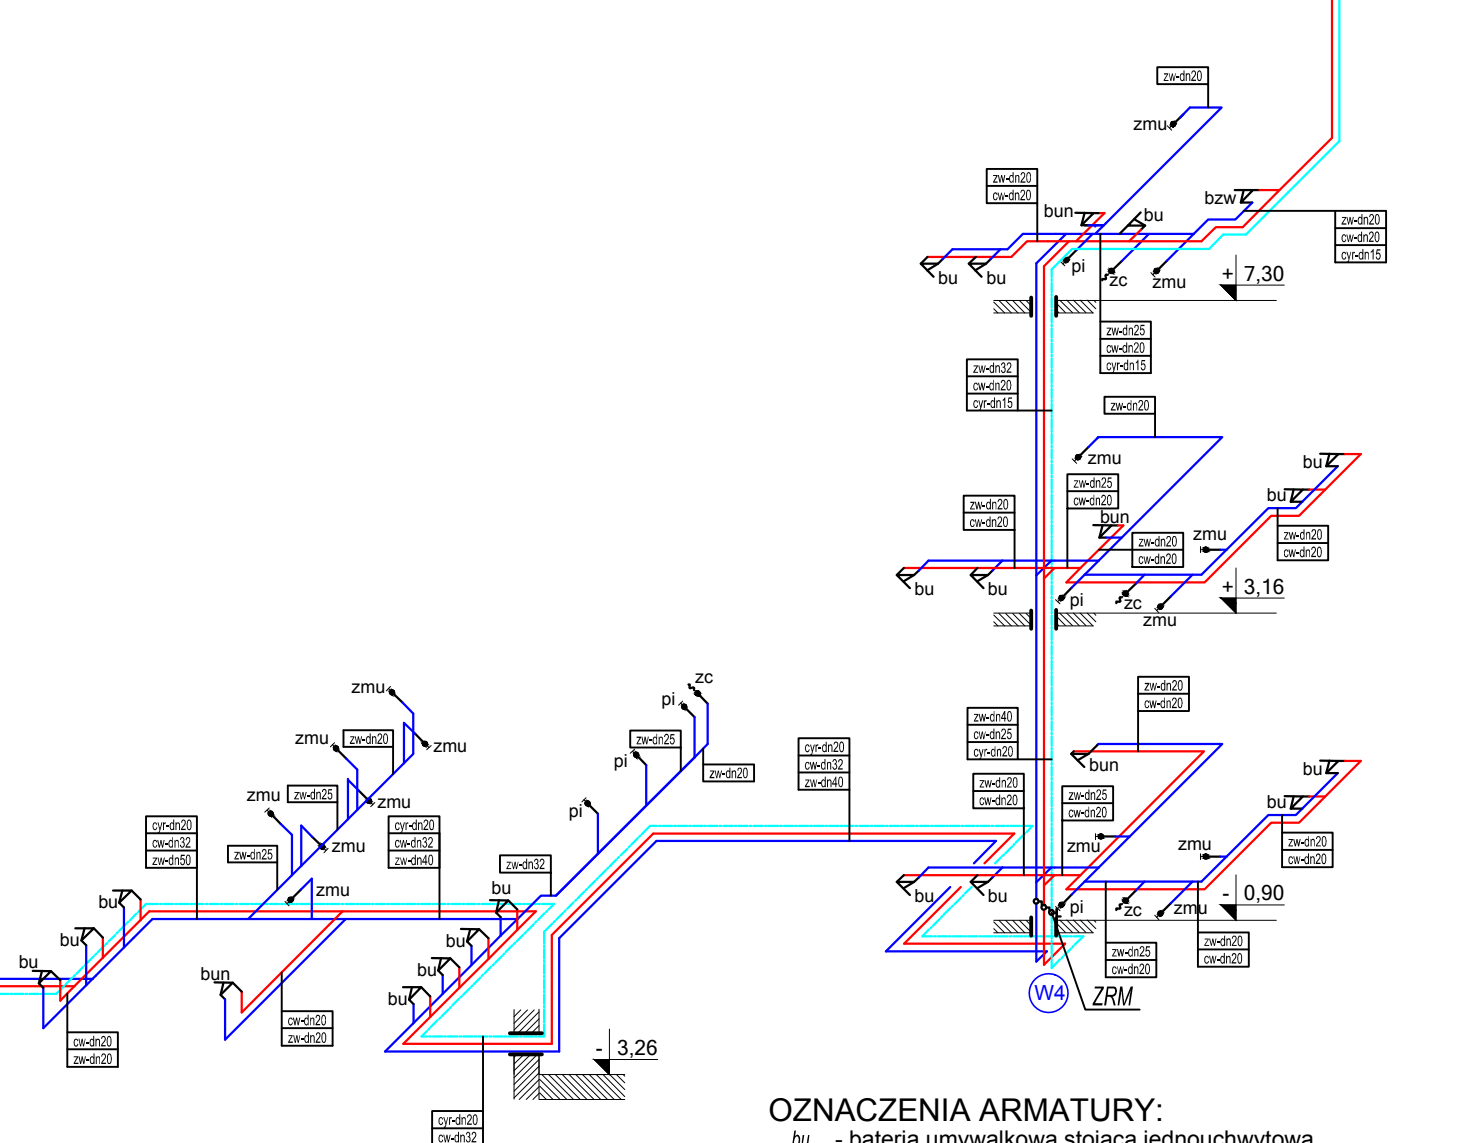 zw-dn20
zmu
zw-dn20
cw-dn20
bzw
bun
bu
zw-dn20
cw-dn20
cyr-dn15
bu
bu
pi
zc
zmu
+ 7,30
zw-dn25
cw-dn20
cyr-dn15
zw-dn32
cw-dn20
cyr-dn15
zw-dn20
zmu
bu
zw-dn25
cw-dn20
bu
zw-dn20
cw-dn20
bun
zw-dn20
cw-dn20
zmu
zw-dn20
cw-dn20
bu
bu
pi
zc
zmu
+ 3,16
zmu
zc
pi
zw-dn20
cw-dn20
zmu
zw-dn20
zmu
pi
zw-dn25
zw-dn20
zw-dn40
cw-dn25
cyr-dn20
cyr-dn20
cw-dn32
zw-dn40
bun
bu
zmu
zw-dn25
zmu
pi
zw-dn20
cw-dn20
zw-dn25
cw-dn20
bu
cyr-dn20
cw-dn32
zw-dn50
zw-dn25
zmu
cyr-dn20
cw-dn32
zw-dn40
zw-dn32
zmu
zmu
zw-dn20
cw-dn20
zmu
bu
bu
bu
bu
pi
zc
zmu
- 0,90
bu
bu
zw-dn25
cw-dn20
zw-dn20
cw-dn20
bu
bun
bu
bu
W4
ZRM
cw-dn20
zw-dn20
cw-dn20
zw-dn20
- 3,26
cyr-dn20
cw-dn32
OZNACZENIA ARMATURY:
bu - bateria umywalkowa stojąca jednouchwytowa